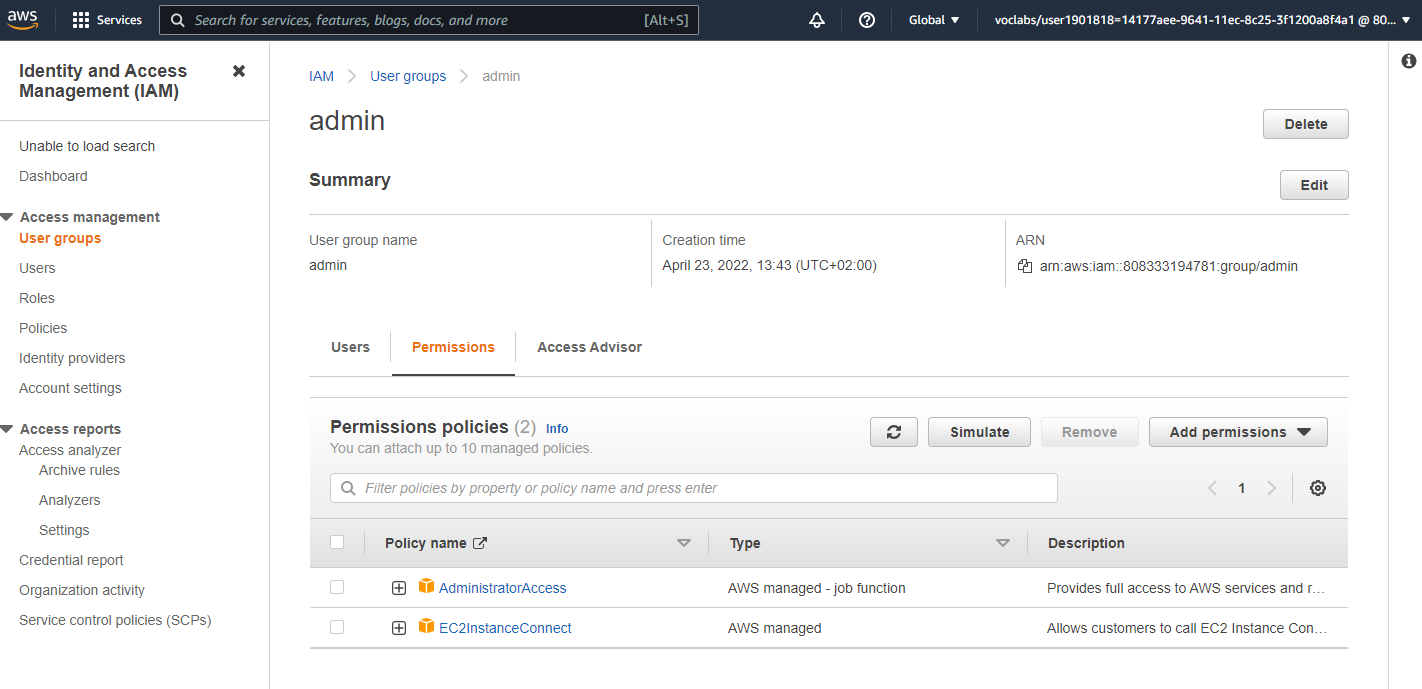 aws
Services
Search for services, features, blogs, docs, and more [Alt+S]
Global
voclabs/user1901818=14177aee-9641-11ec-8c25-3f1200a8f4a1 @ 80...
Identity and Access
Management (IAM)
Unable to load search
Dashboard
Access management
User groups
Users
Roles
Policies
Identity providers
Account settings
Access reports
Access analyzer
Archive rules
Analyzers
Settings
Credential report
Organization activity
Service control policies (SCPs)
IAM > User groups > admin
admin
Delete
Summary
Edit
User group name
admin
Creation time
April 23, 2022, 13:43 (UTC+02:00)
ARN
arn:aws:iam::808333194781:group/admin
Users Permissions Access Advisor
Permissions policies (2) Info
You can attach up to 10 managed policies.
Simulate Remove Add permissions
Filter policies by property or policy name and press enter
1
Policy name Type Description
AdministratorAccess AWS managed - job function Provides full access to AWS services and r…
EC2InstanceConnect AWS managed Allows customers to call EC2 Instance Con…